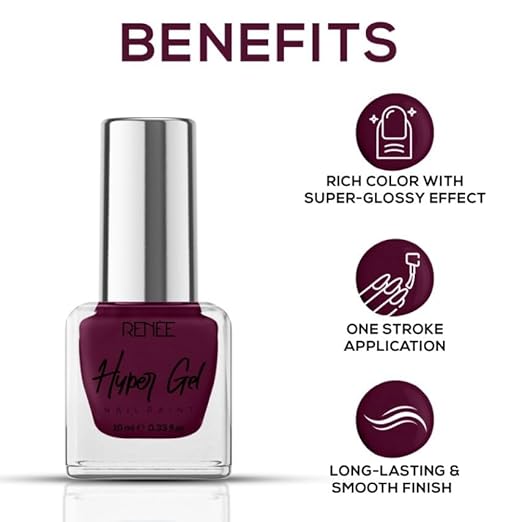 BENEFITS
RICH COLOR WITH
SUPER-GLOSSY EFFECT
ONE STROKE
APPLICATION
LONG-LASTING &
SMOOTH FINISH
RENEE
Hyper Gel
NAIL PAINT
10 ml ℮ 0.33 fl.oz